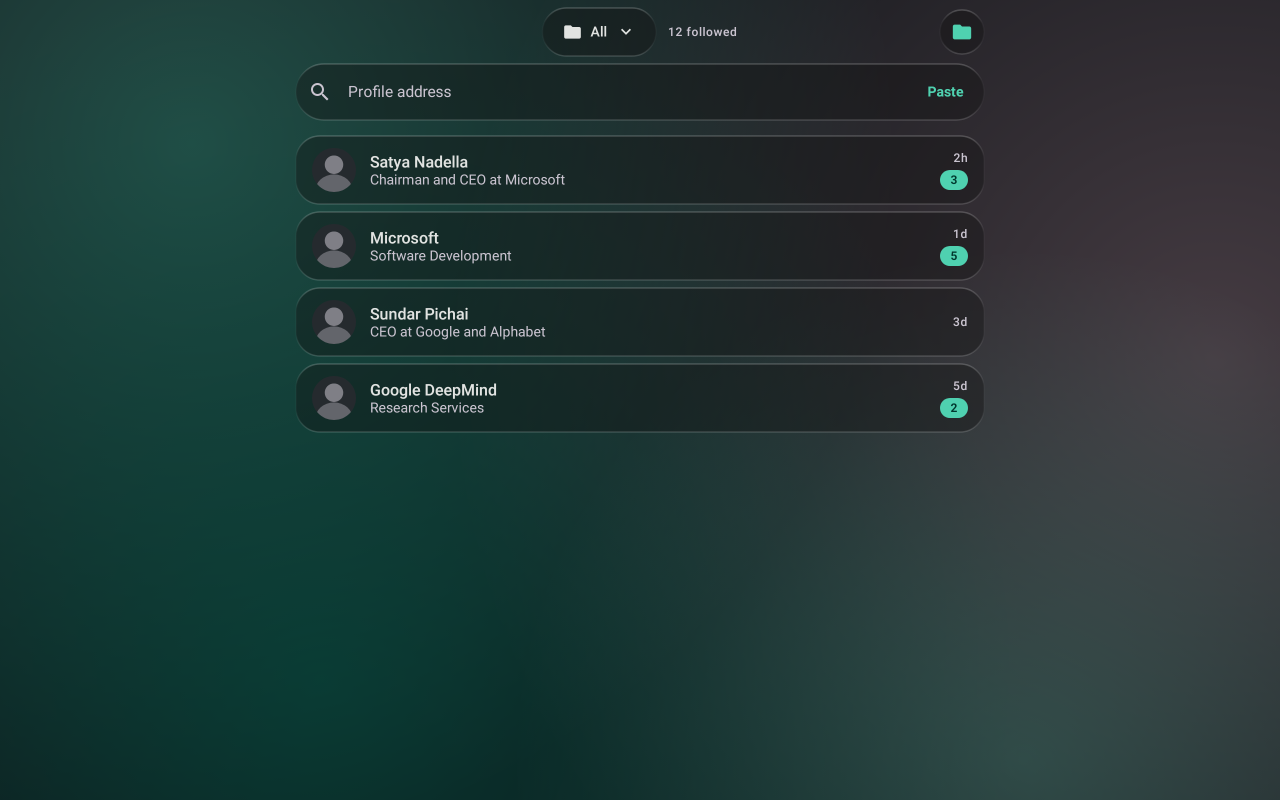 All
12 followed
Profile address
Paste
Satya Nadella
Chairman and CEO at Microsoft
2h
3
Microsoft
Software Development
1d
5
Sundar Pichai
CEO at Google and Alphabet
3d
Google DeepMind
Research Services
5d
2